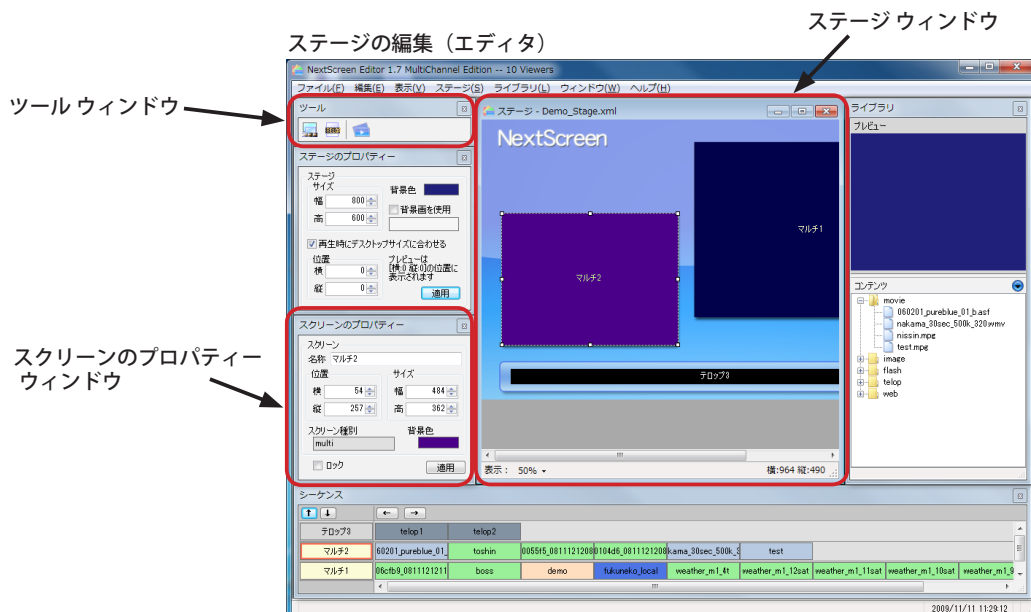 ステージの編集（エディタ）
ステージ ウィンドウ
ツール ウィンドウ
スクリーンのプロパティー
ウィンドウ
NextScreen Editor 1.7 MultiChannel Edition -- 10 Viewers
ファイル(F) 編集(E) 表示(V) ステージ(S) ライブラリ(L) ウィンドウ(W) ヘルプ(H)
ツール
ステージのプロパティー
ステージ
サイズ
幅 800
高 600
背景色
背景画を使用
再生時にデスクトップサイズに合わせる
位置
横 0
縦 0
プレビューは
[横:0 縦:0]の位置に
表示されます
適用
スクリーンのプロパティー
スクリーン
名称 マルチ2
位置 サイズ
横 54 幅 484
縦 257 高 362
スクリーン種別 背景色
multi
ロック 適用
ステージ - Demo_Stage.xml
NextScreen
マルチ1
マルチ2
テロップ3
表示： 50% 横:964 縦:490
ライブラリ
プレビュー
コンテンツ
movie
060201_pureblue_01_b.asf
nakama_30sec_500k_320.wmv
nissin.mpg
test.mpg
image
flash
telop
web
シーケンス
テロップ3 telop1 telop2
マルチ2 60201_pureblue_01_ toshin 0055f5_0811121208 0104d6_0811121208 kama_30sec_500k_3 test
マルチ1 06cfb9_0811121211 boss demo fukuneko_local weather_m1_4t weather_m1_12sat weather_m1_11sat weather_m1_10sat weather_m1_9
2009/11/11 11:29:12